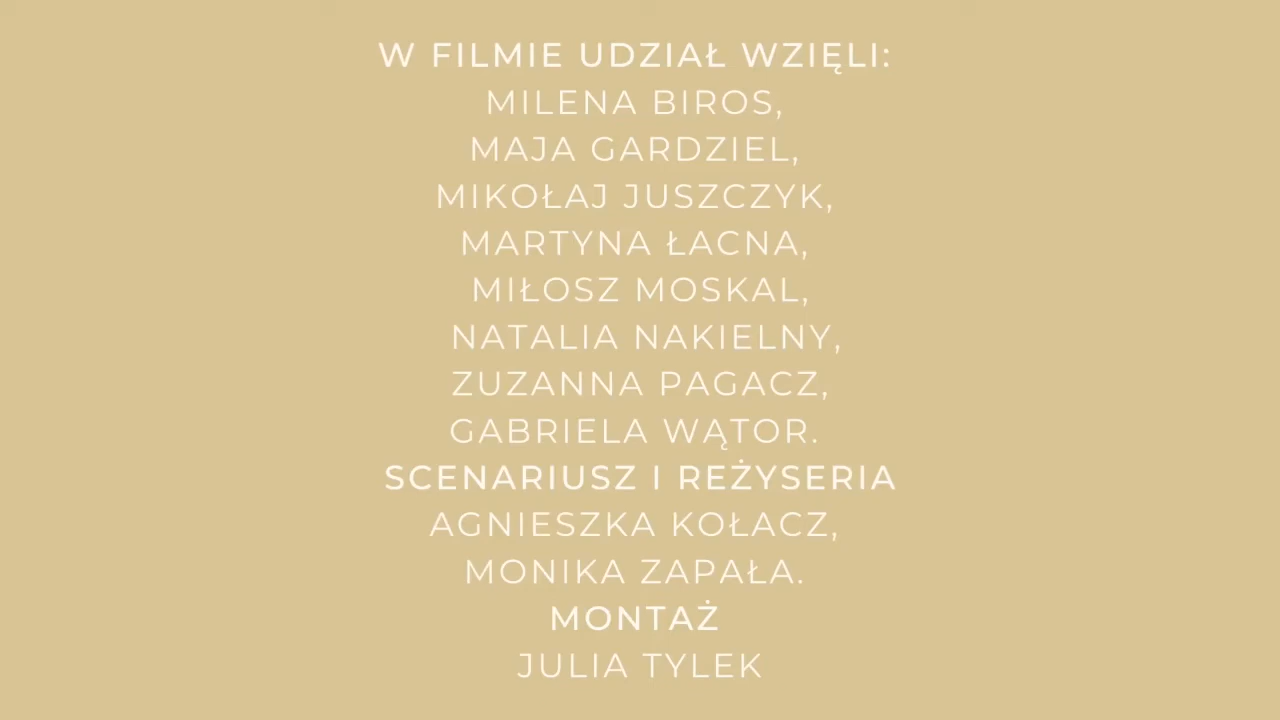 W FILMIE UDZIAŁ WZIĘLI:
MILENA BIROS,
MAJA GARDZIEL,
MIKOŁAJ JUSZCZYK,
MARTYNA ŁACNA,
MIŁOSZ MOSKAL,
NATALIA NAKIELNY,
ZUZANNA PAGACZ,
GABRIELA WĄTOR.
SCENARIUSZ I REŻYSERIA
AGNIESZKA KOŁACZ,
MONIKA ZAPAŁA.
MONTAŻ
JULIA TYLEK